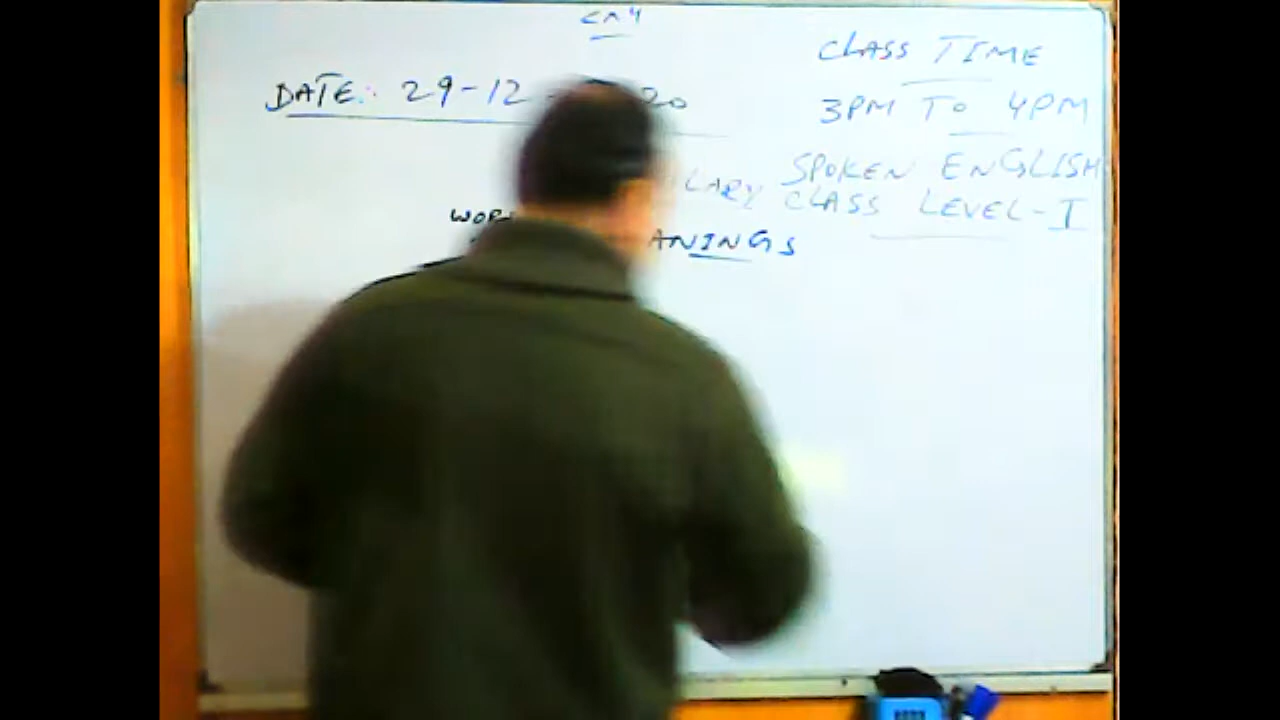 CLASS TIME
DATE: 29-12 - 20
3PM TO 4PM
SPOKEN ENGLISH
LARY CLASS LEVEL-I
WOR ANINGS